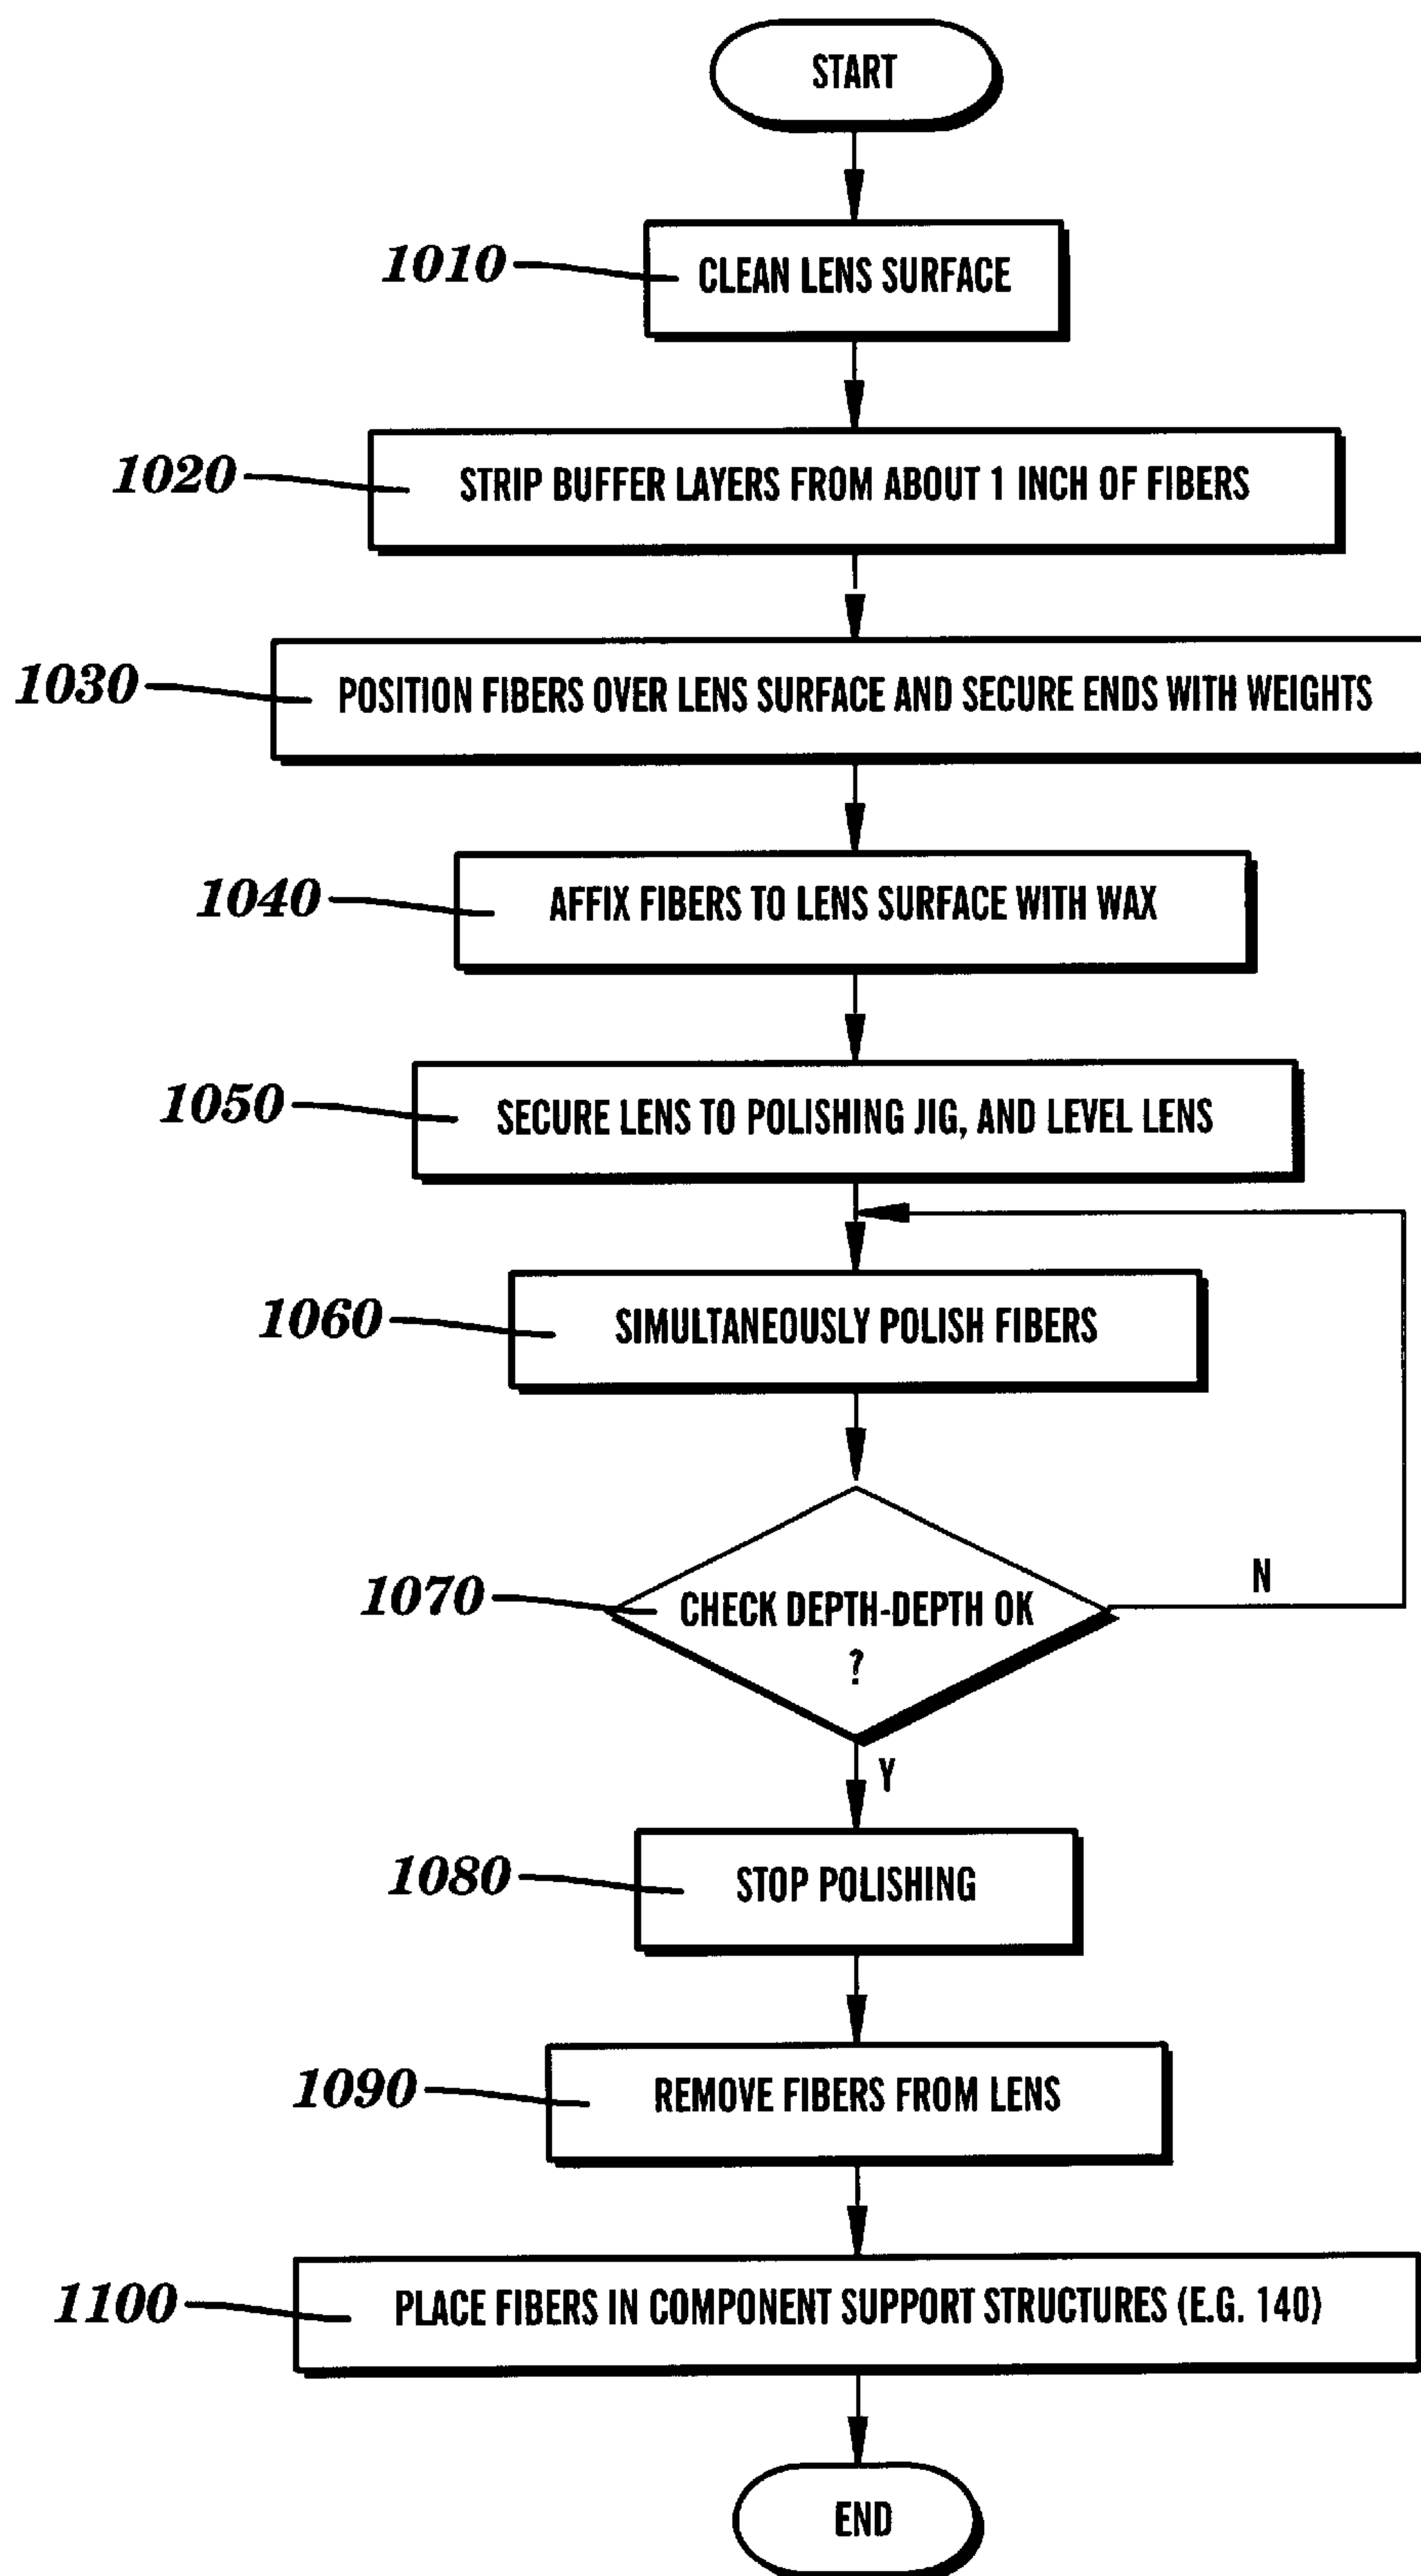 START
1010
CLEAN LENS SURFACE
1020
STRIP BUFFER LAYERS FROM ABOUT 1 INCH OF FIBERS
1030
POSITION FIBERS OVER LENS SURFACE AND SECURE ENDS WITH WEIGHTS
1040
AFFIX FIBERS TO LENS SURFACE WITH WAX
1050
SECURE LENS TO POLISHING JIG, AND LEVEL LENS
1060
SIMULTANEOUSLY POLISH FIBERS
1070
CHECK DEPTH-DEPTH OK
?
N
Y
1080
STOP POLISHING
1090
REMOVE FIBERS FROM LENS
1100
PLACE FIBERS IN COMPONENT SUPPORT STRUCTURES (E.G. 140)
END